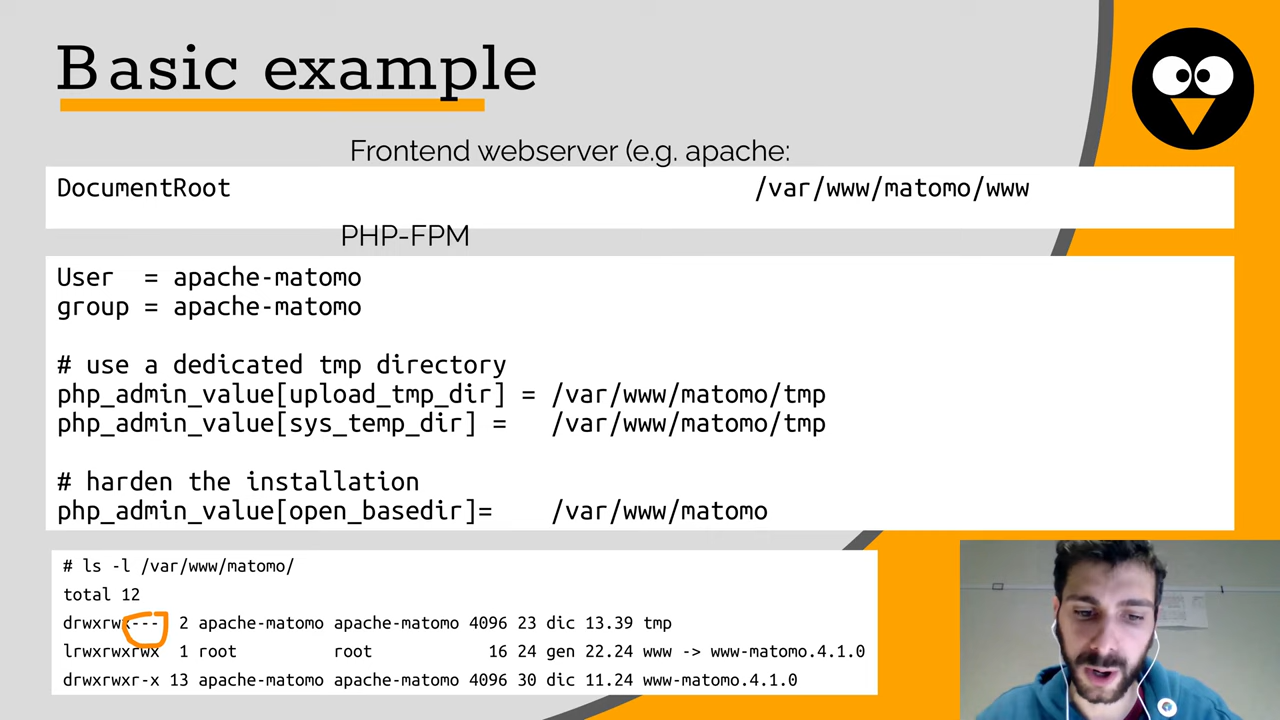 Basic example
Frontend webserver (e.g. apache:
DocumentRoot /var/www/matomo/www
PHP-FPM
User = apache-matomo
group = apache-matomo
# use a dedicated tmp directory
php_admin_value[upload_tmp_dir] = /var/www/matomo/tmp
php_admin_value[sys_temp_dir] = /var/www/matomo/tmp
# harden the installation
php_admin_value[open_basedir]= /var/www/matomo
# ls -l /var/www/matomo/
total 12
drwxrwx--- 2 apache-matomo apache-matomo 4096 23 dic 13.39 tmp
lrwxrwxrwx 1 root root 16 24 gen 22.24 www -> www-matomo.4.1.0
drwxrwxr-x 13 apache-matomo apache-matomo 4096 30 dic 11.24 www-matomo.4.1.0